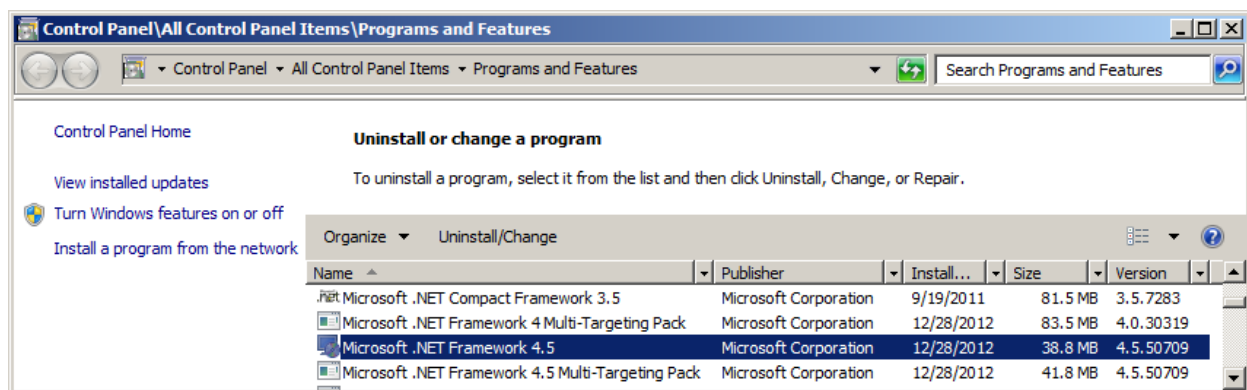 Control Panel\All Control Panel Items\Programs and Features
Control Panel All Control Panel Items Programs and Features Search Programs and Features
Control Panel Home
Uninstall or change a program
View installed updates
To uninstall a program, select it from the list and then click Uninstall, Change, or Repair.
Turn Windows features on or off
Install a program from the network
Organize Uninstall/Change
Name Publisher Install... Size Version
.net Microsoft .NET Compact Framework 3.5 Microsoft Corporation 9/19/2011 81.5 MB 3.5.7283
Microsoft .NET Framework 4 Multi-Targeting Pack Microsoft Corporation 12/28/2012 83.5 MB 4.0.30319
Microsoft .NET Framework 4.5 Microsoft Corporation 12/28/2012 38.8 MB 4.5.50709
Microsoft .NET Framework 4.5 Multi-Targeting Pack Microsoft Corporation 12/28/2012 41.8 MB 4.5.50709